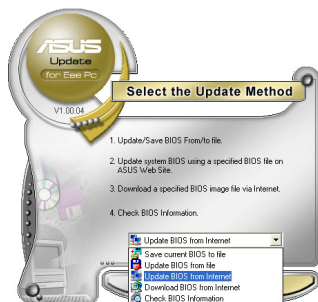 ASUS
Update
for Eee Pc
V1.00.04
Select the Update Method
1. Update/Save BIOS From/to file.
2. Update system BIOS using a specified BIOS file on
ASUS Web Site.
3. Download a specified BIOS image file via Internet.
4. Check BIOS Information.
Update BIOS from Internet
Save current BIOS to file
Update BIOS from file
Update BIOS from Internet
Download BIOS from Internet
Check BIOS Information